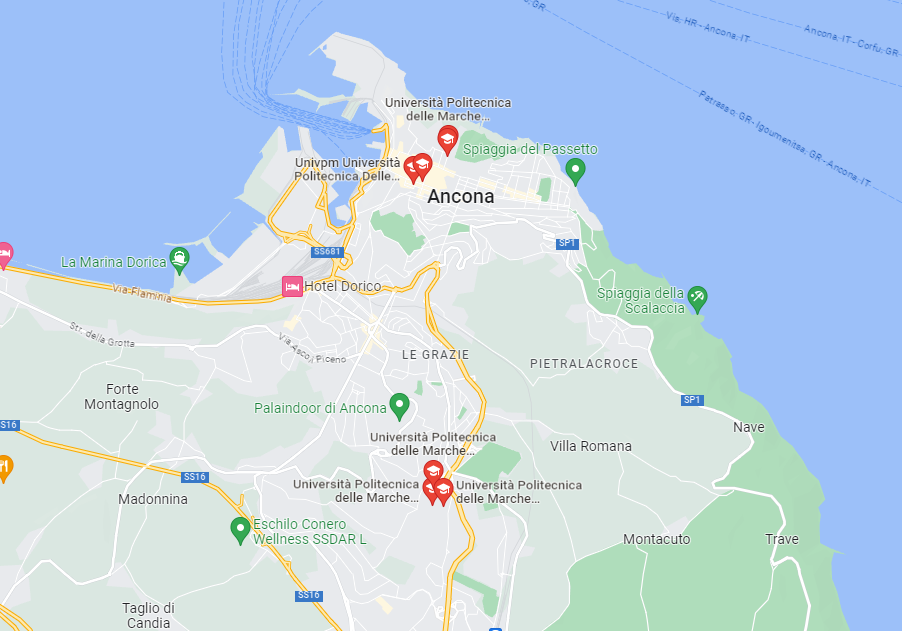 GR
Via, HR - Ancona, IT
Ancona, IT - Corfu, GR
Patrasso, GR - Igoumenitsa, GR - Ancona, IT
Università Politecnica
delle Marche...
Spiaggia del Passetto
Univpm Università
Politecnica Delle...
Ancona
SP1
SS681
La Marina Dorica
Via Flaminia
Hotel Dorico
Spiaggia della
Scalaccia
Str. della Grotta
Via Ascoli Piceno
LE GRAZIE
PIETRALACROCE
Forte
Montagnolo
SP1
Palaindoor di Ancona
SS16
Nave
Università Politecnica
delle Marche...
Villa Romana
SS16
Università Politecnica
delle Marche...
Università Politecnica
delle Marche...
Madonnina
Eschilo Conero
Wellness SSDAR L
Montacuto
Trave
SS16
Taglio di
Candia